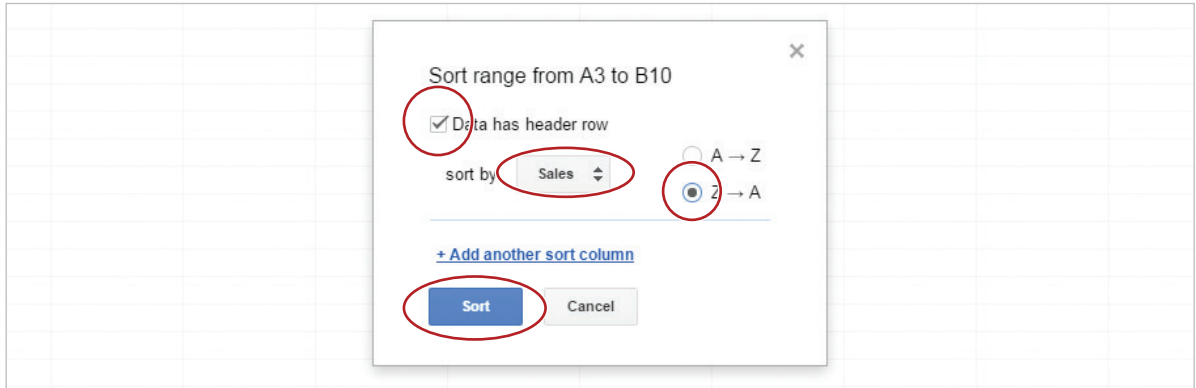 ×
Sort range from A3 to B10
Data has header row
sort by Sales
A → Z
Z → A
+ Add another sort column
Sort Cancel